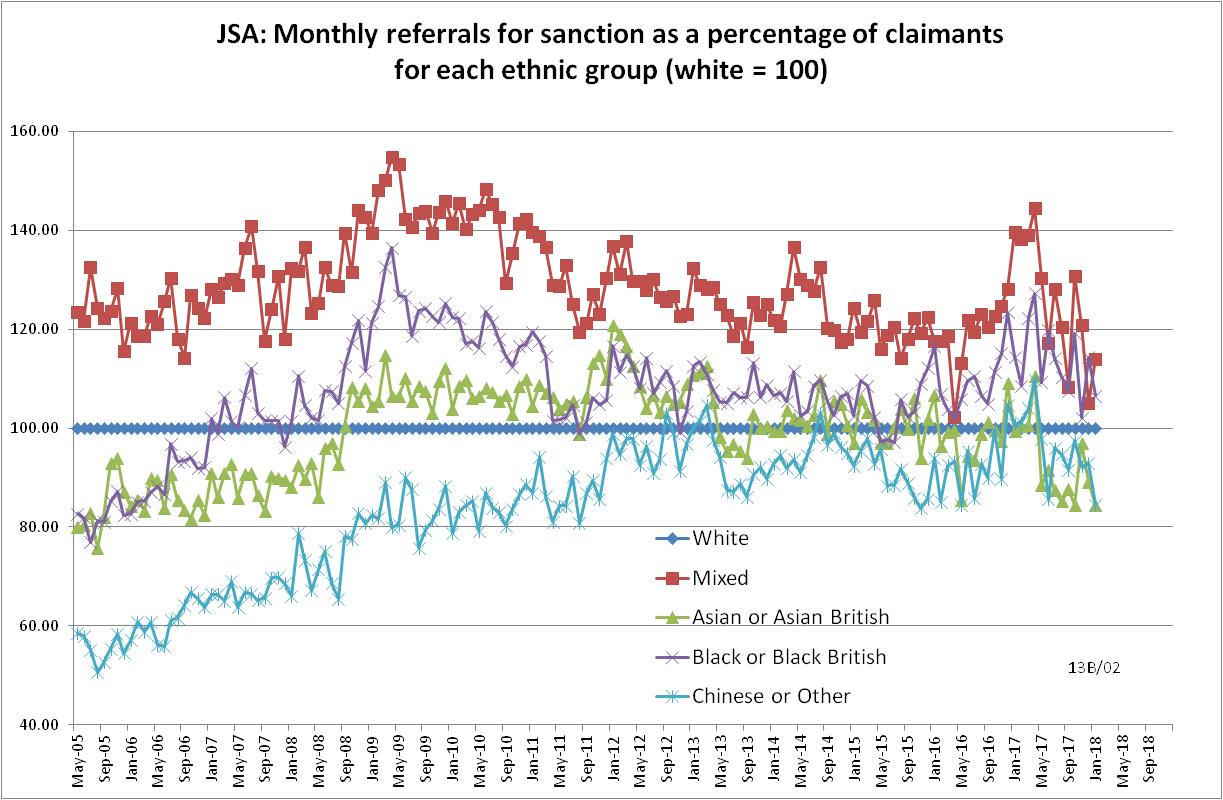 JSA: Monthly referrals for sanction as a percentage of claimants
for each ethnic group (white = 100)
160.00
140.00
120.00
100.00
80.00
60.00
40.00
White
Mixed
Asian or Asian British
Black or Black British
Chinese or Other
13B/02
May-05
Sep-05
Jan-06
May-06
Sep-06
Jan-07
May-07
Sep-07
Jan-08
May-08
Sep-08
Jan-09
May-09
Sep-09
Jan-10
May-10
Sep-10
Jan-11
May-11
Sep-11
Jan-12
May-12
Sep-12
Jan-13
May-13
Sep-13
Jan-14
May-14
Sep-14
Jan-15
May-15
Sep-15
Jan-16
May-16
Sep-16
Jan-17
May-17
Sep-17
Jan-18
May-18
Sep-18